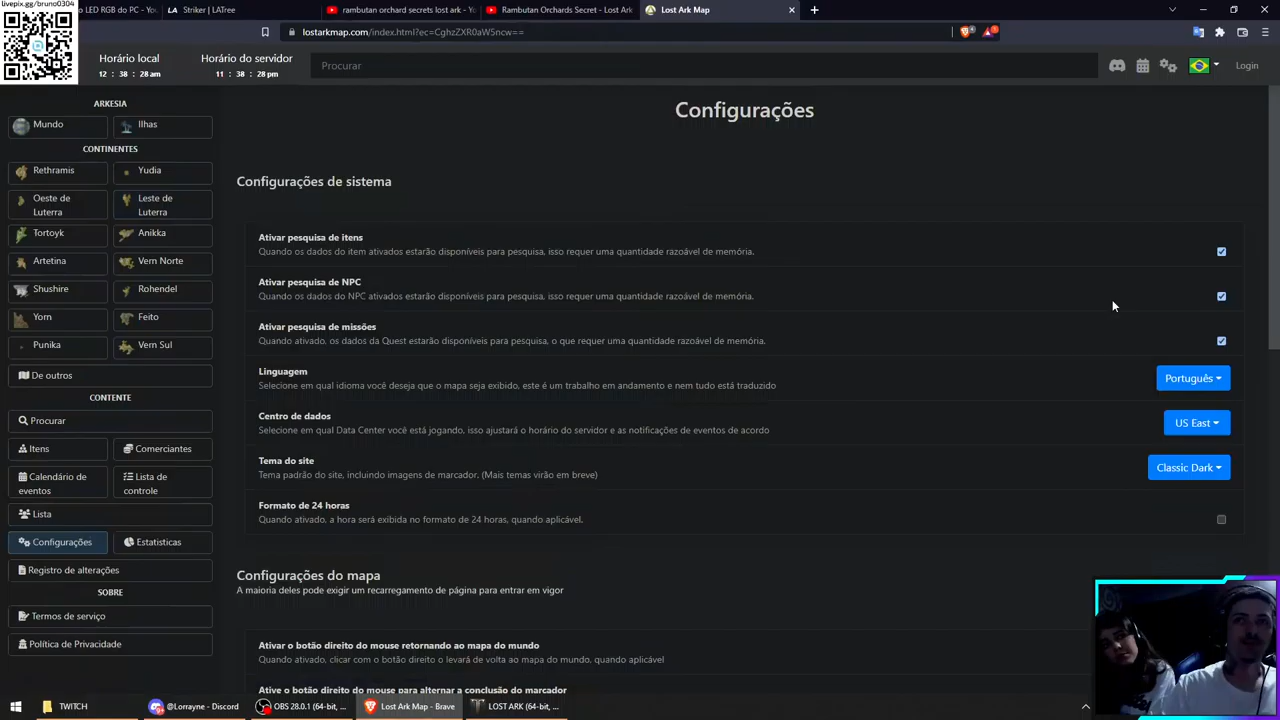 livepix.gg/bruno0304
o LED RGB do PC - You
Striker | LATree
rambutan orchard secrets lost ark - Yo
Rambutan Orchards Secret - Lost Ark
Lost Ark Map
lostarkmap.com/index.html?ec=CghzZXR0aW5ncw==
Horário local
12 : 38 : 28 am
Horário do servidor
11 : 38 : 28 pm
Procurar
Login
ARKESIA
Mundo
Ilhas
CONTINENTES
Rethramis
Yudia
Oeste de
Luterra
Leste de
Luterra
Tortoyk
Anikka
Artetina
Vern Norte
Shushire
Rohendel
Yorn
Feito
Punika
Vern Sul
De outros
CONTENTE
Procurar
Itens
Comerciantes
Calendário de
eventos
Lista de
controle
Lista
Configurações
Estatisticas
Registro de alterações
SOBRE
Termos de serviço
Política de Privacidade
Configurações
Configurações de sistema
Ativar pesquisa de itens
Quando os dados do item ativados estarão disponíveis para pesquisa, isso requer uma quantidade razoável de memória.
Ativar pesquisa de NPC
Quando os dados do NPC ativados estarão disponíveis para pesquisa, isso requer uma quantidade razoável de memória.
Ativar pesquisa de missões
Quando ativado, os dados da Quest estarão disponíveis para pesquisa, o que requer uma quantidade razoável de memória.
Linguagem
Selecione em qual idioma você deseja que o mapa seja exibido, este é um trabalho em andamento e nem tudo está traduzido
Português
Centro de dados
Selecione em qual Data Center você está jogando, isso ajustará o horário do servidor e as notificações de eventos de acordo
US East
Tema do site
Tema padrão do site, incluindo imagens de marcador. (Mais temas virão em breve)
Classic Dark
Formato de 24 horas
Quando ativado, a hora será exibida no formato de 24 horas, quando aplicável.
Configurações do mapa
A maioria deles pode exigir um recarregamento de página para entrar em vigor
Ativar o botão direito do mouse retornando ao mapa do mundo
Quando ativado, clicar com o botão direito o levará de volta ao mapa do mundo, quando aplicável
Ative o botão direito do mouse para alternar a conclusão do marcador
TWITCH
@Lorrayne - Discord
OBS 28.0.1 (64-bit, ...
Lost Ark Map - Brave
LOST ARK (64-bit, ...